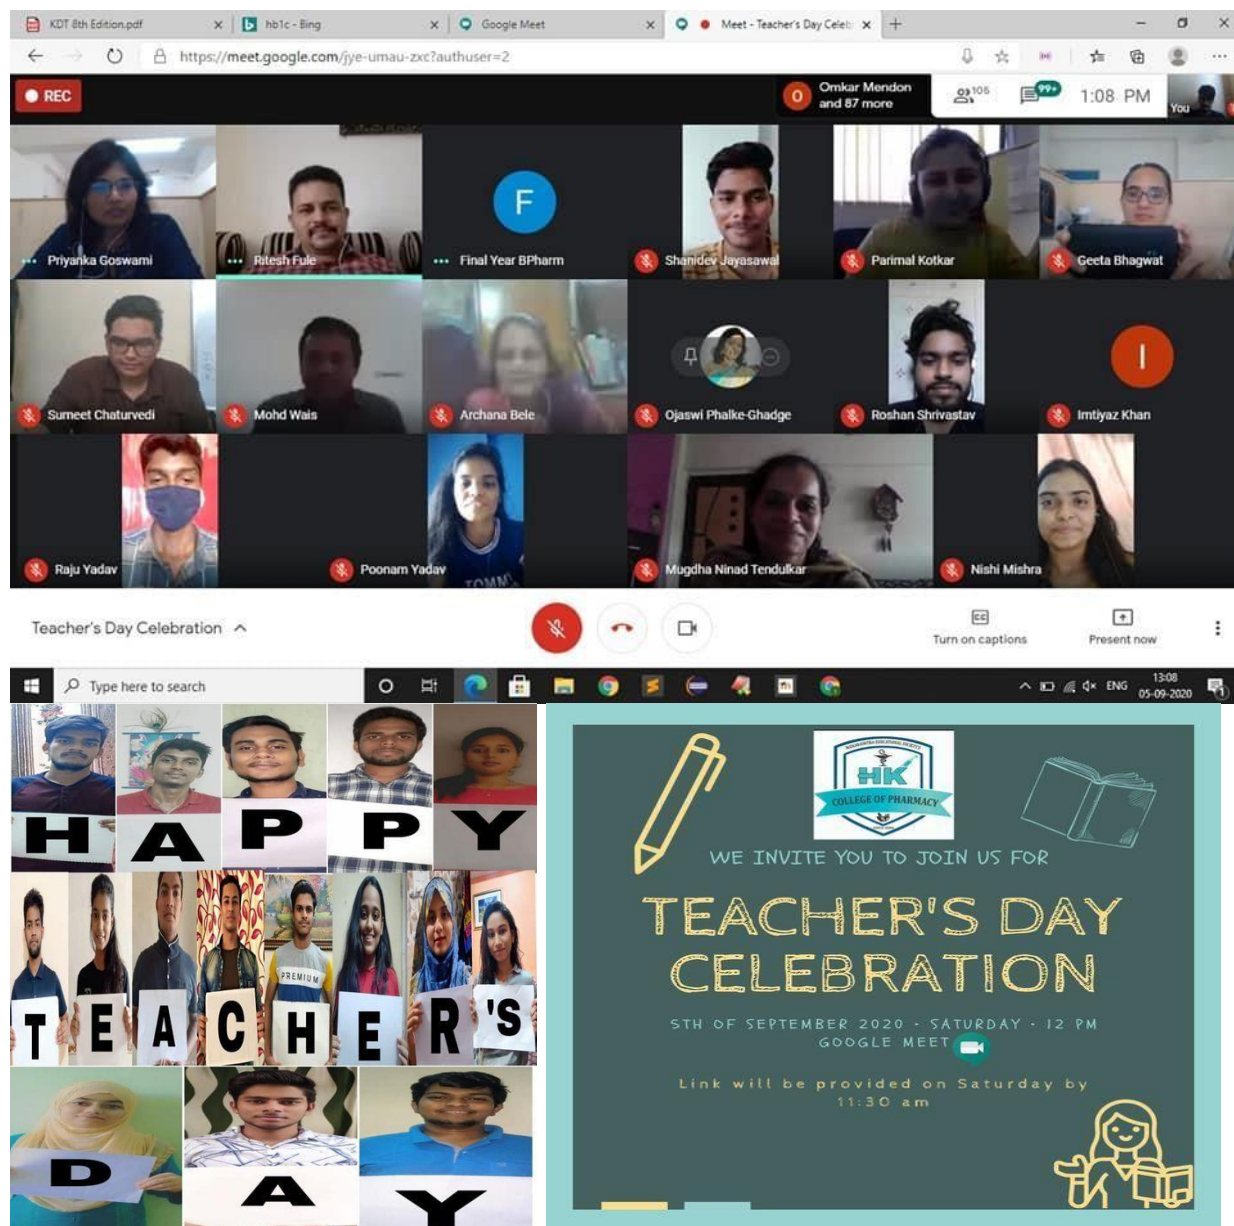 KDT 8th Edition.pdf
hb1c - Bing
Google Meet
Meet - Teacher's Day Celeb
https://meet.google.com/jye-umau-zxc?authuser=2
REC
O
Omkar Mendon
and 87 more
105
99+
1:08 PM
You
F
Priyanka Goswami
Ritesh Fule
Final Year BPharm
Shanidev Jayasawal
Parimal Kotkar
Geeta Bhagwat
I
Sumeet Chaturvedi
Mohd Wais
Archana Bele
Ojaswi Phalke-Ghadge
Roshan Shrivastav
Imtiyaz Khan
TOMM
Raju Yadav
Poonam Yadav
Mugdha Ninad Tendulkar
Nishi Mishra
Teacher's Day Celebration
Turn on captions
Present now
Type here to search
ENG
13:08
05-09-2020
1
HAPPY
PREMIUM
TEACHER'S
DAY
HK
COLLEGE OF PHARMACY
WE INVITE YOU TO JOIN US FOR
TEACHER'S DAY
CELEBRATION
5TH OF SEPTEMBER 2020 - SATURDAY - 12 PM
GOOGLE MEET
Link will be provided on Saturday by
11:30 am